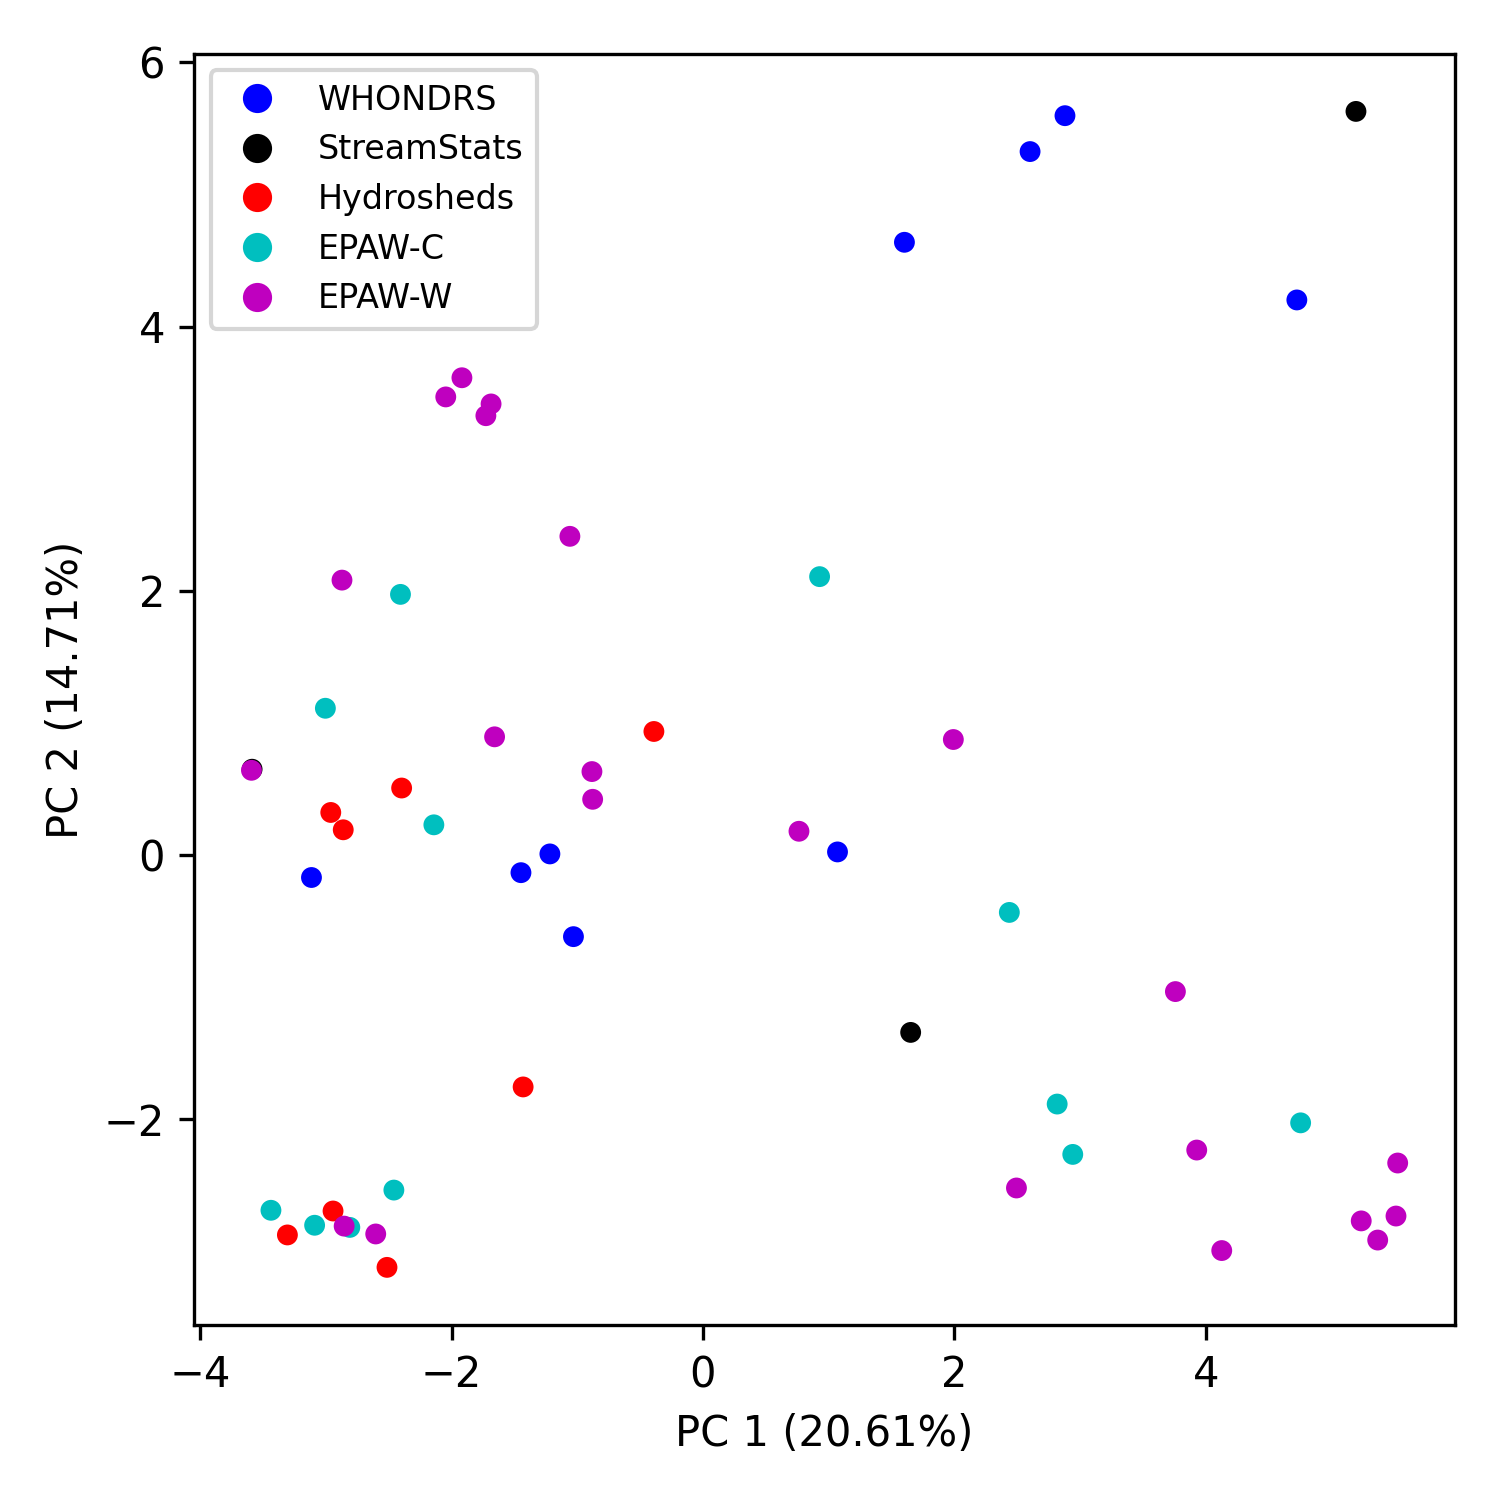 6
4
2
0
−2
PC 2 (14.71%)
WHONDRS
StreamStats
Hydrosheds
EPAW-C
EPAW-W
−4 −2 0 2 4
PC 1 (20.61%)